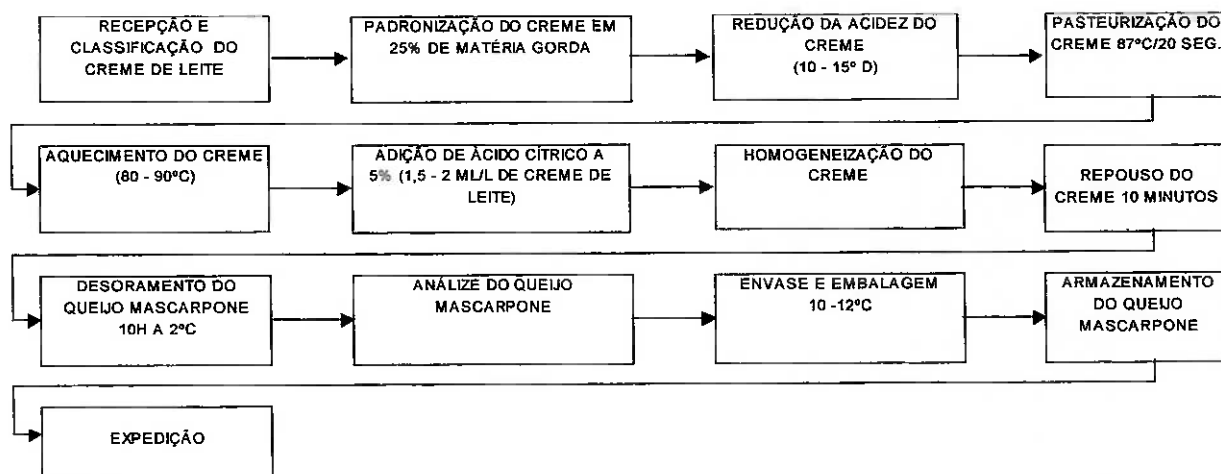 RECEPÇÃO E
CLASSIFICAÇÃO DO
CREME DE LEITE
PADRONIZAÇÃO DO CREME EM
25% DE MATÉRIA GORDA
REDUÇÃO DA ACIDEZ DO
CREME
(10 - 15º D)
PASTEURIZAÇÃO DO
CREME 87ºC/20 SEG.
AQUECIMENTO DO CREME
(80 - 90ºC)
ADIÇÃO DE ÀCIDO CÍTRICO A
5% (1,5 - 2 ML/L DE CREME DE
LEITE)
HOMOGENEIZAÇÃO DO
CREME
REPOUSO DO
CREME 10 MINUTOS
DESORAMENTO DO
QUEIJO MASCARPONE
10H A 2ºC
ANÁLIZE DO QUEIJO
MASCARPONE
ENVASE E EMBALAGEM
10 -12ºC
ARMAZENAMENTO
DO QUEIJO
MASCARPONE
EXPEDIÇÃO